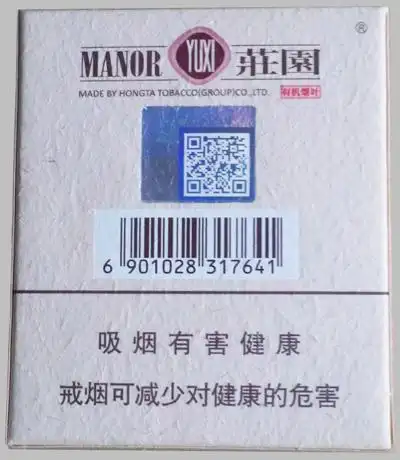 MANOR YUXI 莊園 ®
MADE BY HONGTA TOBACCO(GROUP)CO.,LTD. 有机烟叶
6 901028 317641
吸烟有害健康
戒烟可减少对健康的危害